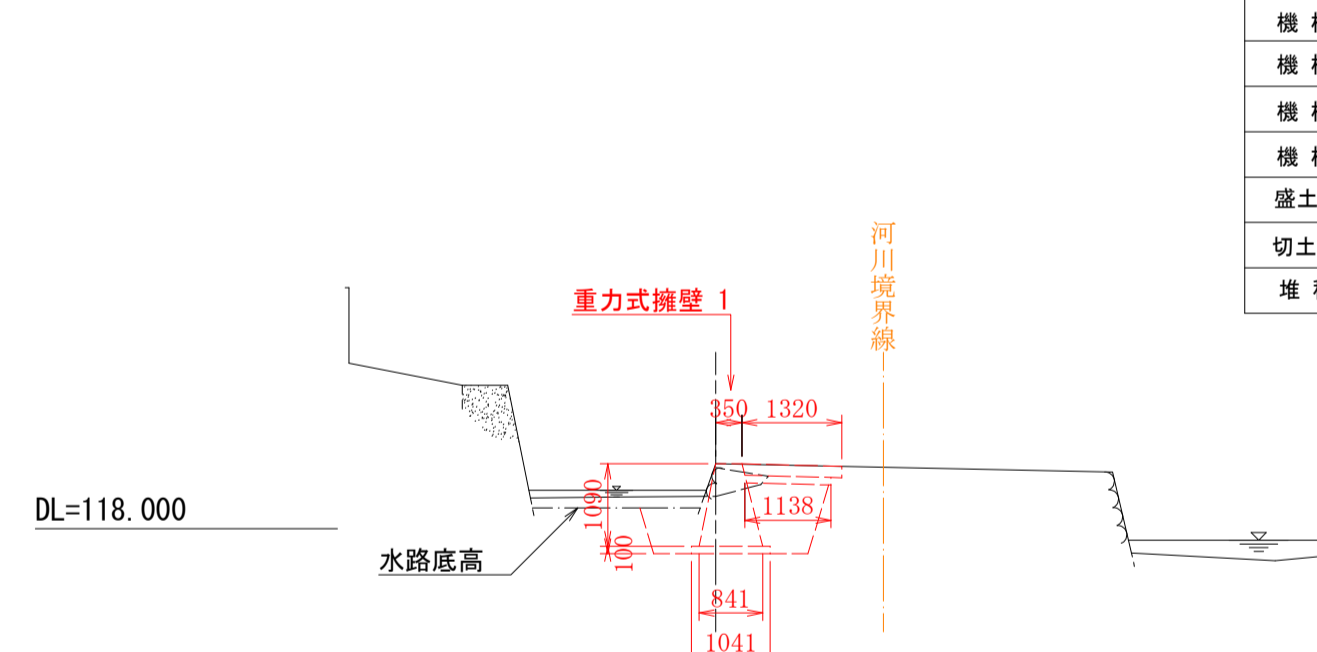 機
機
機
機
盛土
切土
堆
河川境界線
重力式擁壁 1
350
1320
1090
1138
DL=118.000
100
水路底高
841
1041